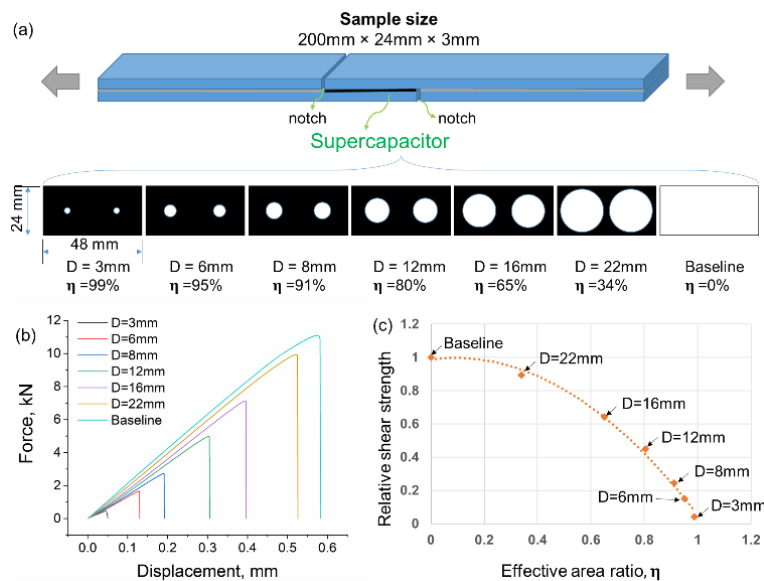 (a)
Sample size
200mm × 24mm × 3mm
notch
notch
Supercapacitor
24 mm
48 mm
D = 3mm
η=99%
D = 6mm
η=95%
D = 8mm
η=91%
D = 12mm
η=80%
D = 16mm
η=65%
D = 22mm
η=34%
Baseline
η=0%
(b)
Force, kN
12
10
8
6
4
2
0
D=3mm
D=6mm
D=8mm
D=12mm
D=16mm
D=22mm
Baseline
0.0
0.1
0.2
0.3
0.4
0.5
0.6
Displacement, mm
(c)
Relative shear strength
1.2
1
0.8
0.6
0.4
0.2
0
Baseline
D=22mm
D=16mm
D=12mm
D=8mm
D=6mm
D=3mm
0
0.2
0.4
0.6
0.8
1
1.2
Effective area ratio, η